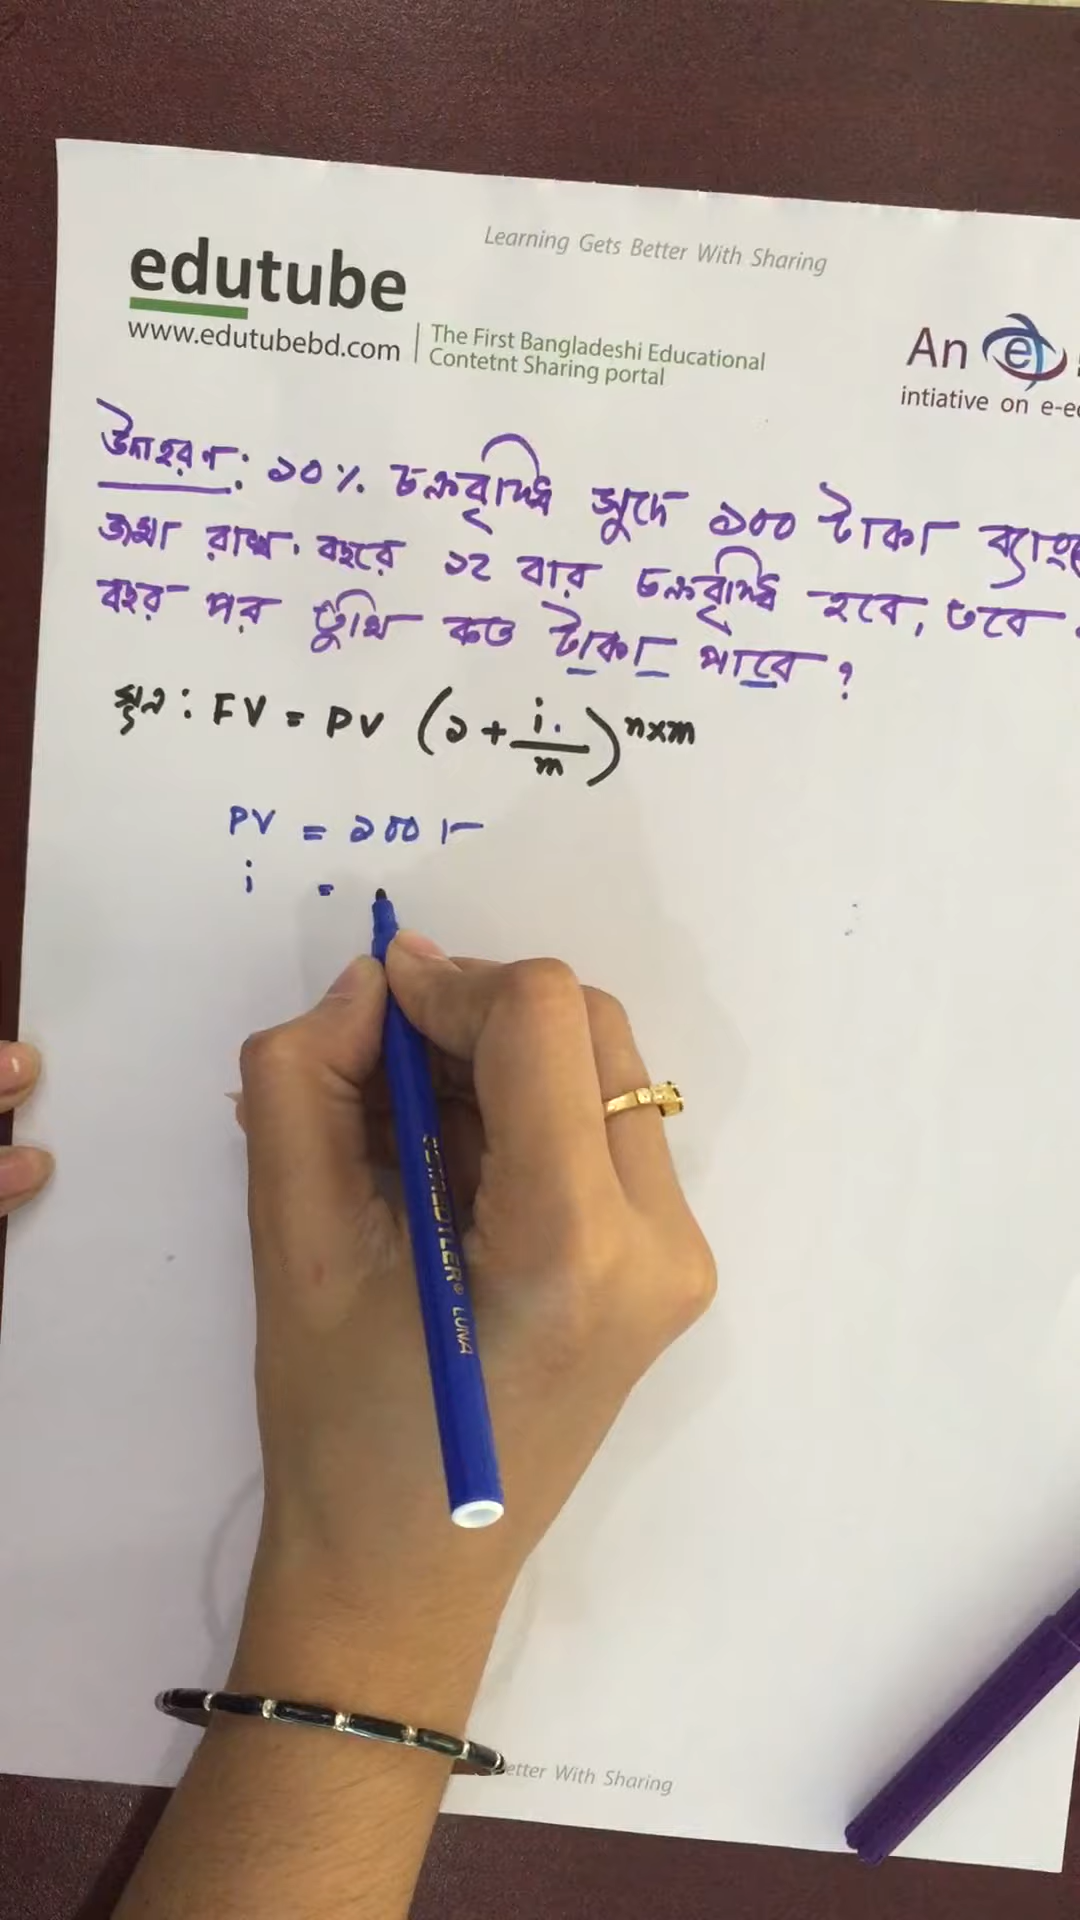 Learning Gets Better With Sharing
edutube
www.edutubebd.com
The First Bangladeshi Educational
Contetnt Sharing portal
An e
intiative on e-e
উদাহরণ: ১০% চক্রবৃদ্ধি সুদে ১০০ টাকা ব্যাংকে
জমা রাখ. বছরে ১২ বার চক্রবৃদ্ধি হবে, তবে
বছর পর তুমি কত টাকা পাবে?
সূত্র: FV = PV (১ + i/m)^n×m
PV = ১০০/-
i =
STAEDTLER® LUNA
etter With Sharing